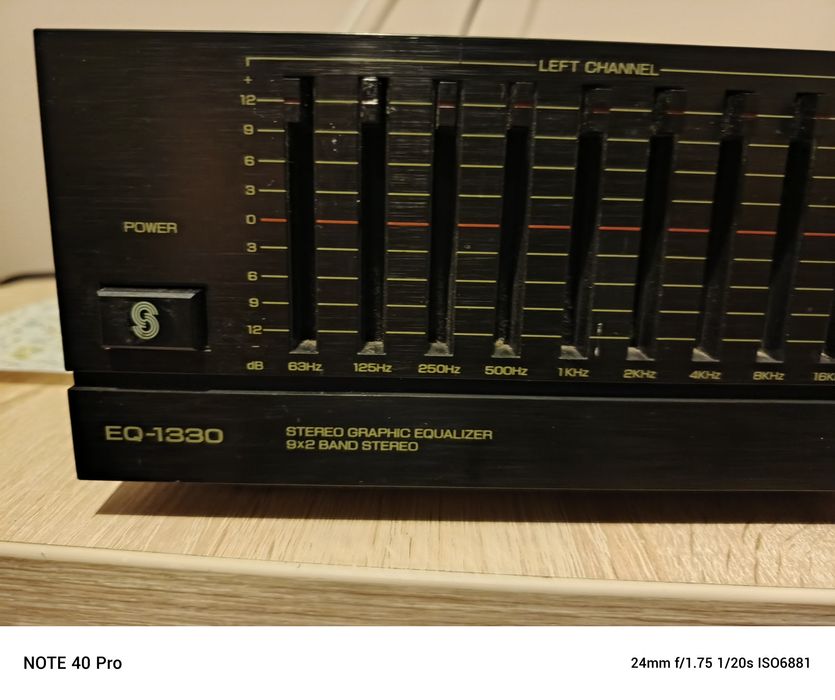 LEFT CHANNEL
+
12
9
6
3
0
3
6
9
12
POWER
S
dB 63Hz 125Hz 250Hz 500Hz 1KHz 2KHz 4KHz 8KHz 16K
EQ-1330
STEREO GRAPHIC EQUALIZER
9x2 BAND STEREO
NOTE 40 Pro
24mm f/1.75 1/20s ISO6881